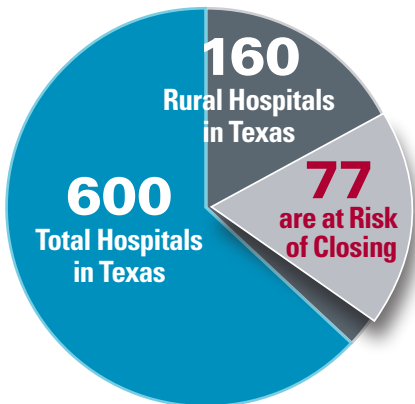 160
Rural Hospitals
in Texas
77
are at Risk
of Closing
600
Total Hospitals
in Texas